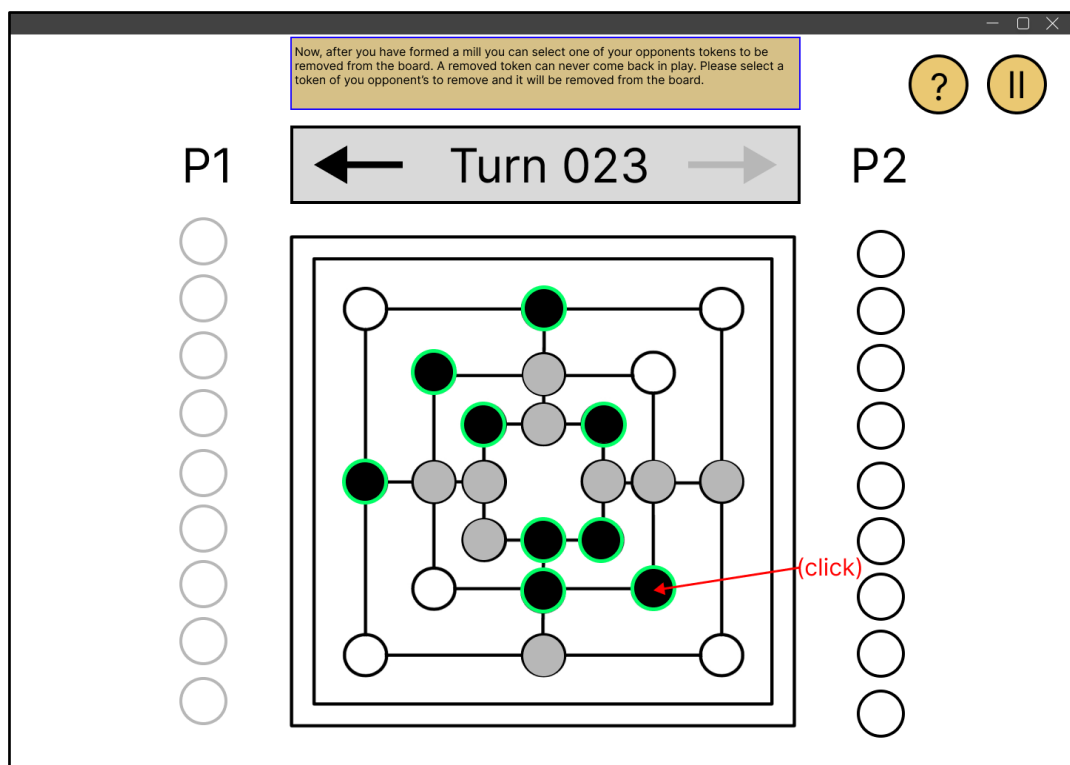 Now, after you have formed a mill you can select one of your opponents tokens to be
removed from the board. A removed token can never come back in play. Please select a
token of you opponent's to remove and it will be removed from the board.
?
P1
Turn 023
P2
(click)